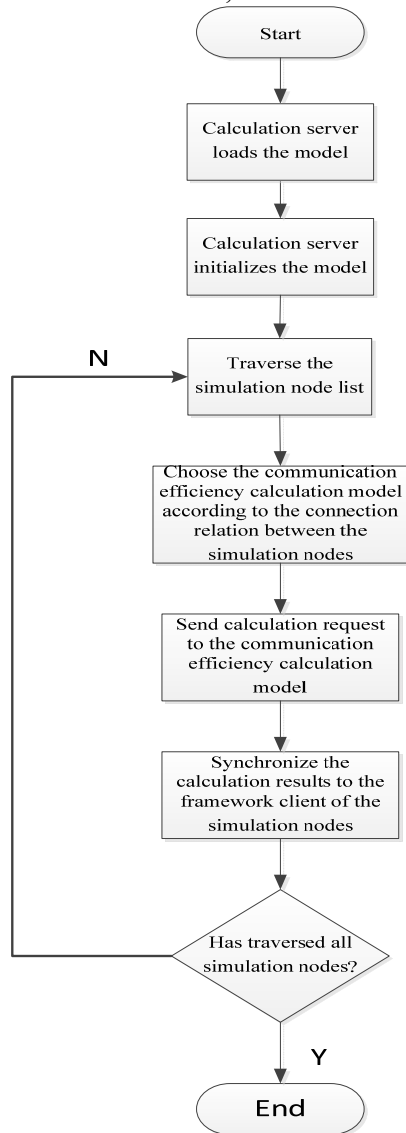 Start
Calculation server
loads the model
Calculation server
initializes the model
N
Traverse the
simulation node list
Choose the communication
efficiency calculation model
according to the connection
relation between the
simulation nodes
Send calculation request
to the communication
efficiency calculation
model
Synchronize the
calculation results to the
framework client of the
simulation nodes
Has traversed all
simulation nodes?
Y
End